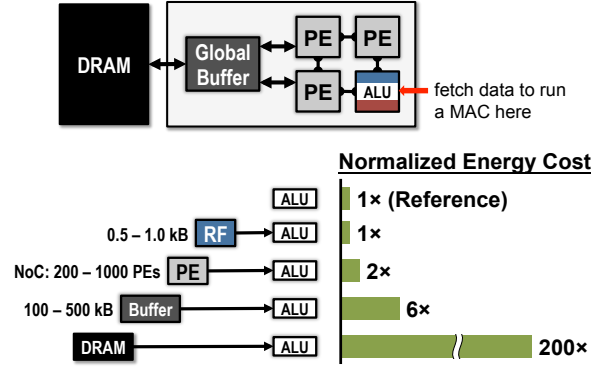 DRAM
Global
Buffer
PE
PE
PE
ALU
fetch data to run
a MAC here
Normalized Energy Cost
ALU
1× (Reference)
0.5 – 1.0 kB
RF
ALU
1×
NoC: 200 – 1000 PEs
PE
ALU
2×
100 – 500 kB
Buffer
ALU
6×
DRAM
ALU
200×